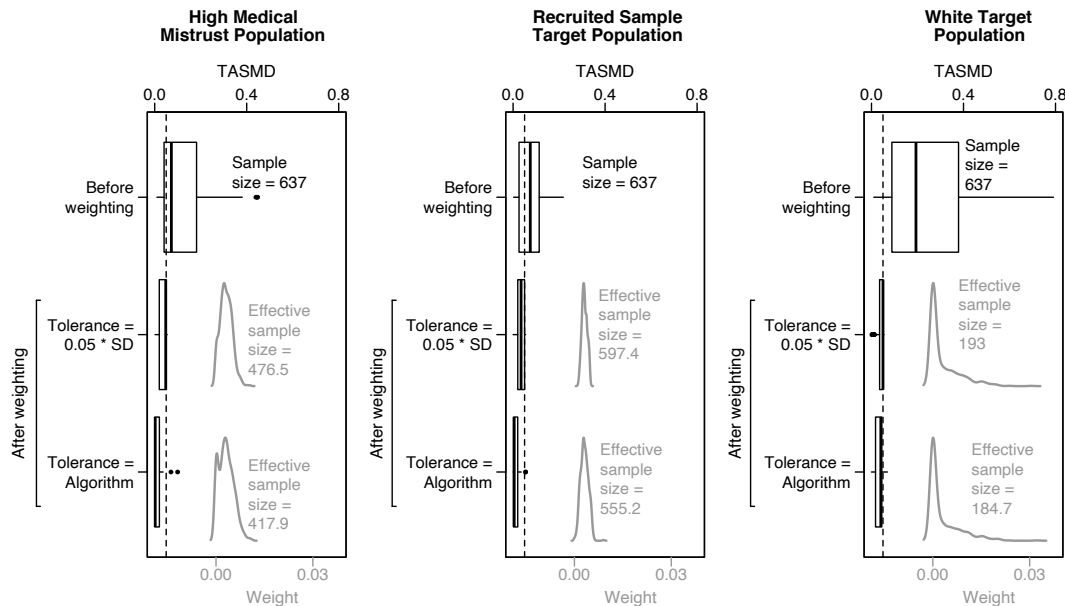 High Medical
Mistrust Population
TASMD
0.0 0.4 0.8
Before
weighting
Sample
size = 637
After weighting
Tolerance =
0.05 * SD
Effective
sample
size =
476.5
Tolerance =
Algorithm
Effective
sample
size =
417.9
0.00 0.03
Weight
Recruited Sample
Target Population
TASMD
0.0 0.4 0.8
Before
weighting
Sample
size = 637
After weighting
Tolerance =
0.05 * SD
Effective
sample
size =
597.4
Tolerance =
Algorithm
Effective
sample
size =
555.2
0.00 0.03
Weight
White Target
Population
TASMD
0.0 0.4 0.8
Before
weighting
Sample
size =
637
After weighting
Tolerance =
0.05 * SD
Effective
sample
size =
193
Tolerance =
Algorithm
Effective
sample
size =
184.7
0.00 0.03
Weight